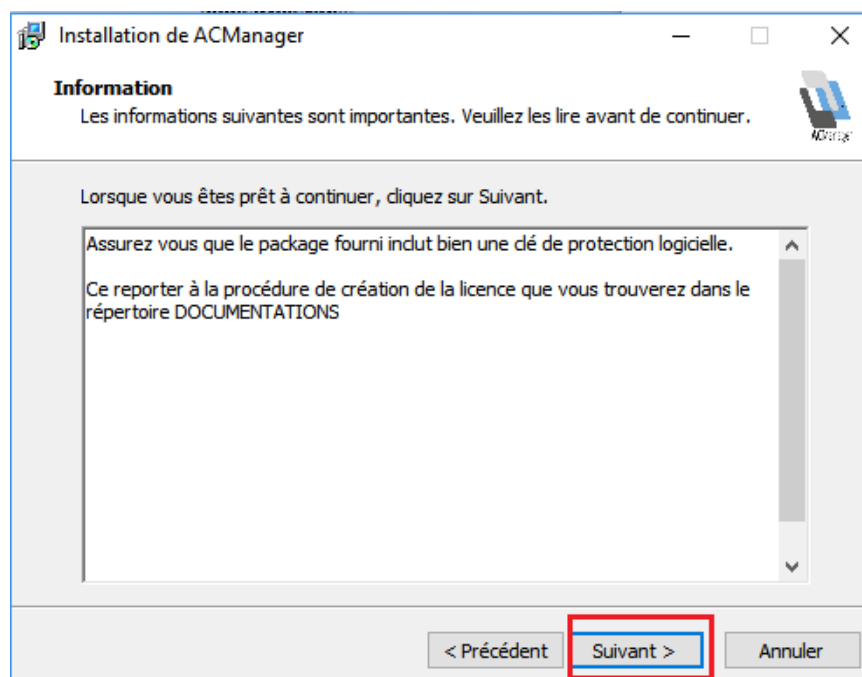 Installation de ACManager
Information
Les informations suivantes sont importantes. Veuillez les lire avant de continuer.
ACManager
Lorsque vous êtes prêt à continuer, cliquez sur Suivant.
Assurez vous que le package fourni inclut bien une clé de protection logicielle.
Ce reporter à la procédure de création de la licence que vous trouverez dans le
répertoire DOCUMENTATIONS
< Précédent
Suivant >
Annuler